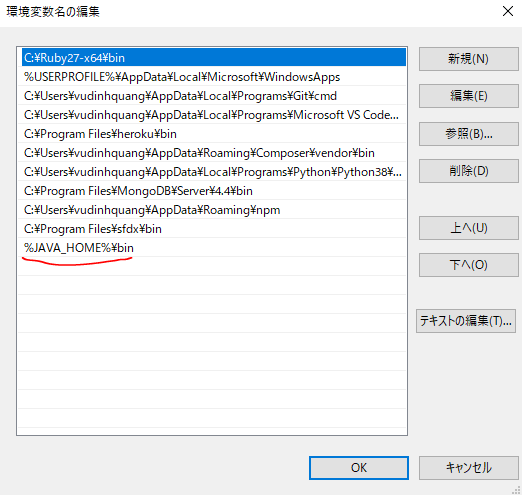 環境変数名の編集
C:¥Ruby27-x64¥bin
%USERPROFILE%¥AppData¥Local¥Microsoft¥WindowsApps
C:¥Users¥vudinhquang¥AppData¥Local¥Programs¥Git¥cmd
C:¥Users¥vudinhquang¥AppData¥Local¥Programs¥Microsoft VS Code...
C:¥Program Files¥heroku¥bin
C:¥Users¥vudinhquang¥AppData¥Roaming¥Composer¥vendor¥bin
C:¥Users¥vudinhquang¥AppData¥Local¥Programs¥Python¥Python38¥...
C:¥Program Files¥MongoDB¥Server¥4.4¥bin
C:¥Users¥vudinhquang¥AppData¥Roaming¥npm
C:¥Program Files¥sfdx¥bin
%JAVA_HOME%¥bin
新規(N)
編集(E)
参照(B)...
削除(D)
上へ(U)
下へ(O)
テキストの編集(T)...
OK
キャンセル